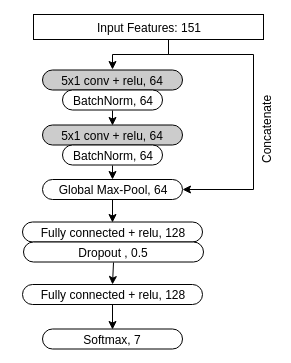 Input Features: 151
5x1 conv + relu, 64
BatchNorm, 64
5x1 conv + relu, 64
BatchNorm, 64
Concatenate
Global Max-Pool, 64
Fully connected + relu, 128
Dropout , 0.5
Fully connected + relu, 128
Softmax, 7